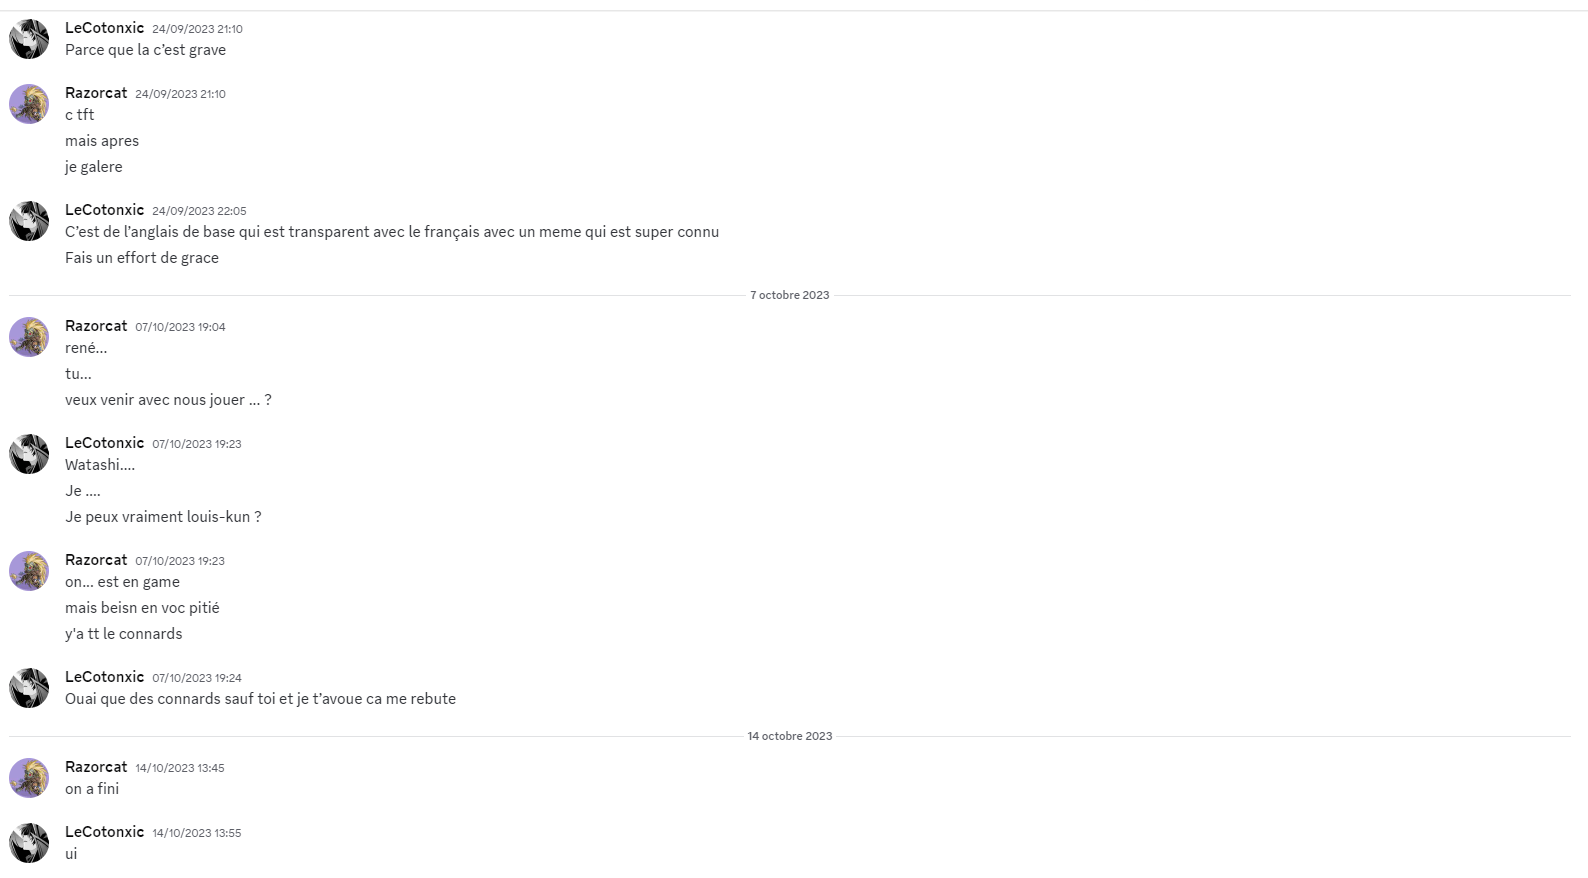 LeCotonxic 24/09/2023 21:10
Parce que la c’est grave
Razorcat 24/09/2023 21:10
c tft
mais apres
je galere
LeCotonxic 24/09/2023 22:05
C’est de l’anglais de base qui est transparent avec le français avec un meme qui est super connu
Fais un effort de grace
7 octobre 2023
Razorcat 07/10/2023 19:04
rené...
tu...
veux venir avec nous jouer ... ?
LeCotonxic 07/10/2023 19:23
Watashi....
Je ....
Je peux vraiment louis-kun ?
Razorcat 07/10/2023 19:23
on... est en game
mais beisn en voc pitié
y'a tt le connards
LeCotonxic 07/10/2023 19:24
Ouai que des connards sauf toi et je t’avoue ca me rebute
14 octobre 2023
Razorcat 14/10/2023 13:45
on a fini
LeCotonxic 14/10/2023 13:55
ui